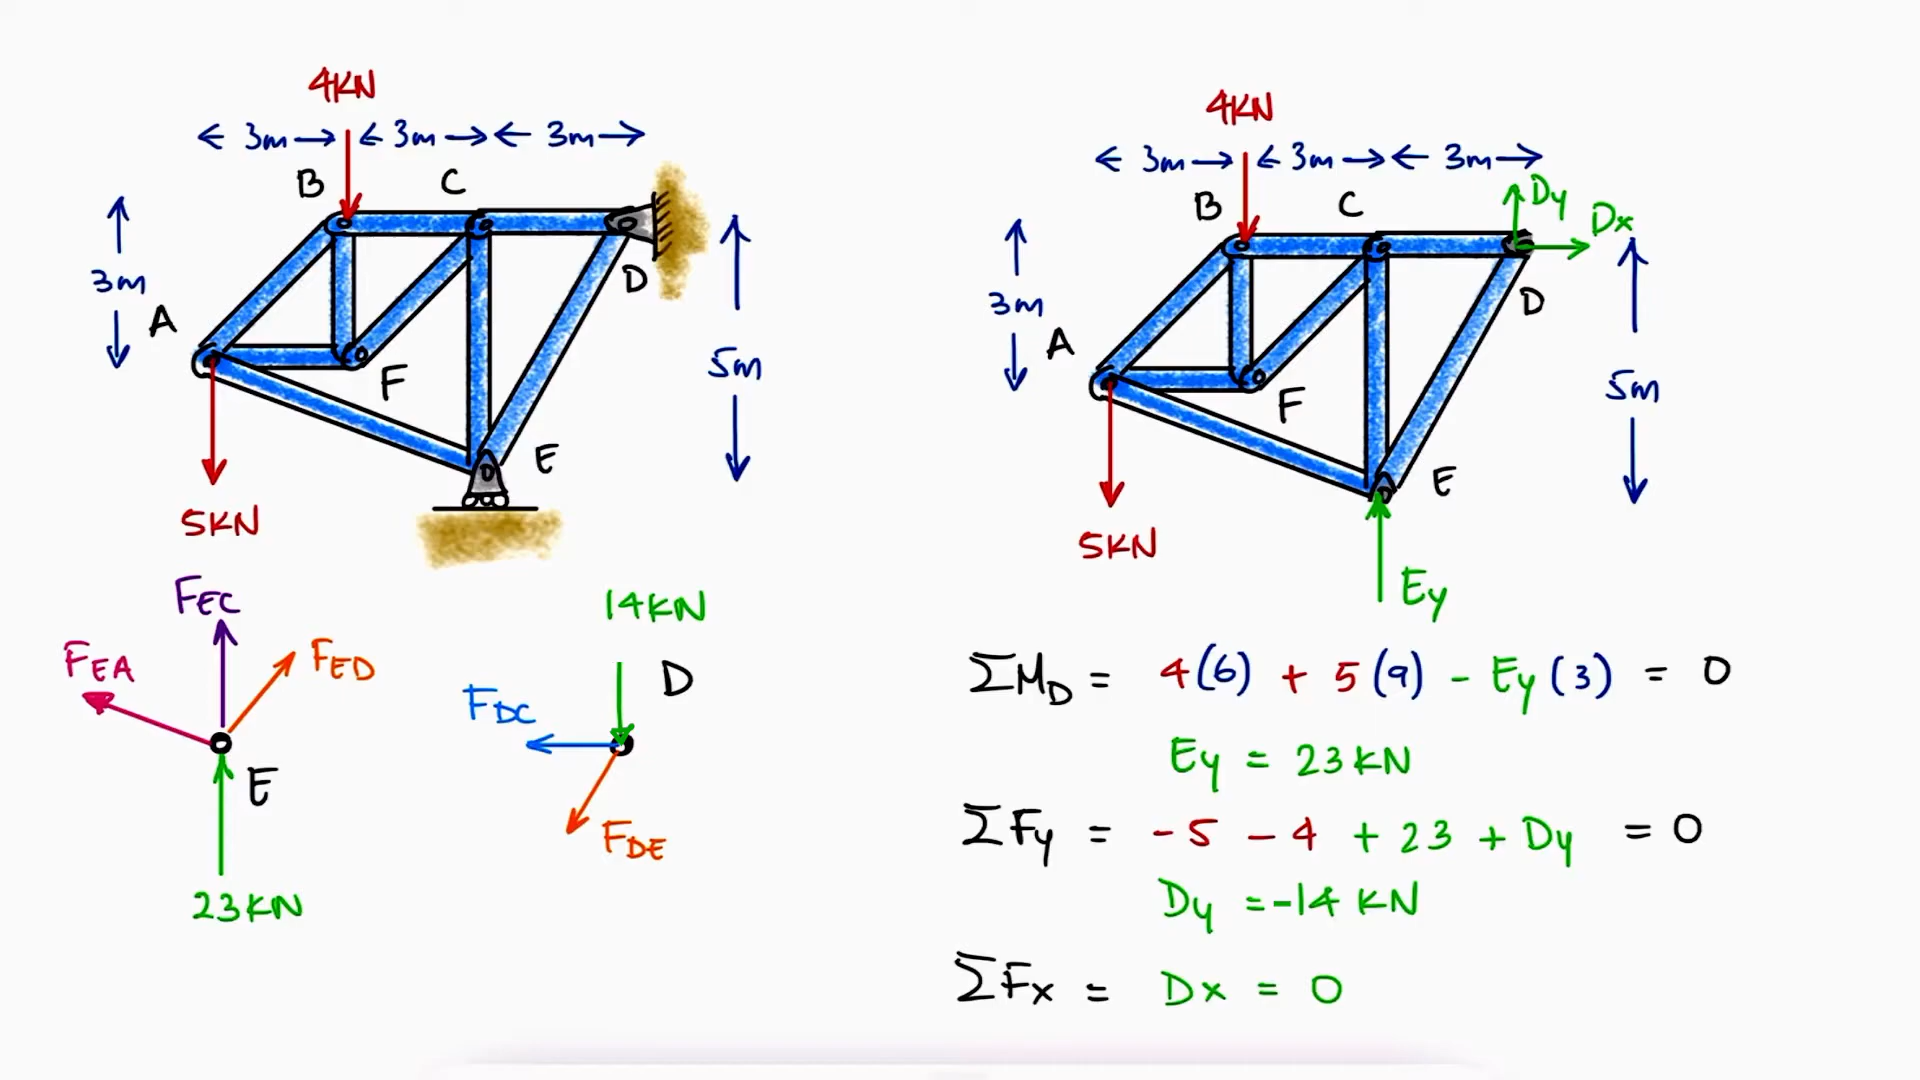 4KN
3m 3m 3m
B C
3m
A
D
F
5m
E
5KN
FEC
FEA
FED
E
23KN
14KN
D
FDC
FDE
4KN
3m 3m 3m
B C
Dy
Dx
3m
A
D
F
5m
E
5KN
Ey
ΣMD = 4(6) + 5(9) - Ey(3) = 0
Ey = 23KN
ΣFy = -5 - 4 + 23 + Dy = 0
Dy = -14 KN
ΣFx = Dx = 0